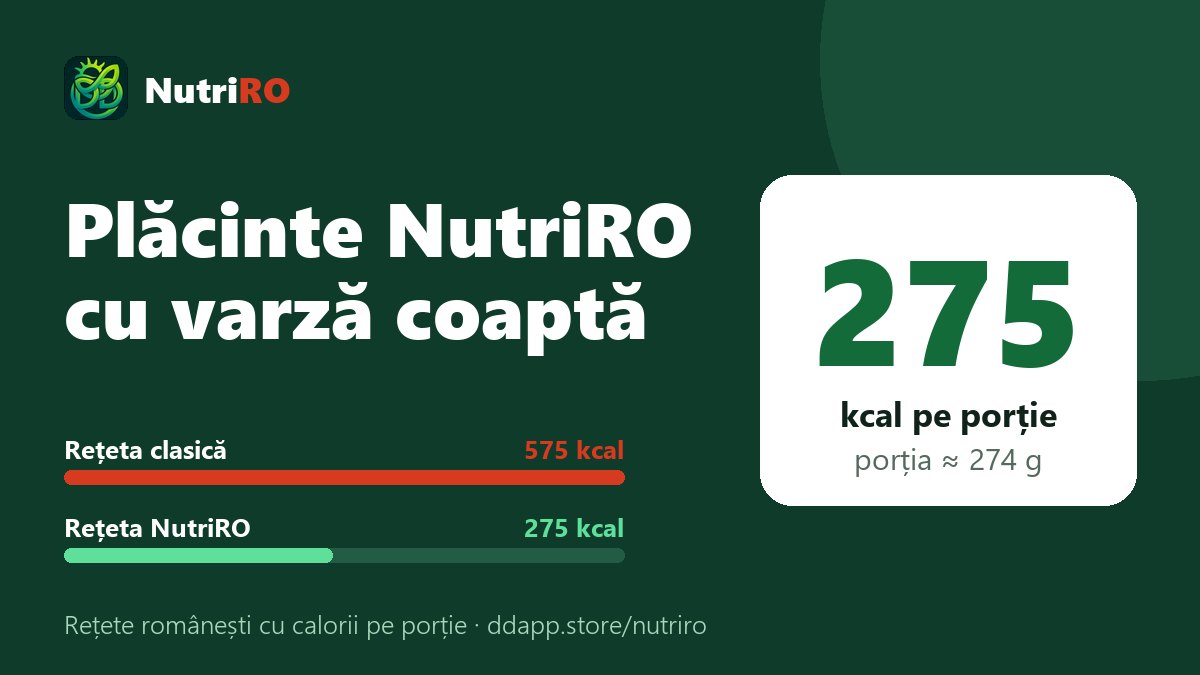 NutriRO
Plăcinte NutriRO
cu varză coaptă
275
kcal pe porție
porția ≈ 274 g
Rețeta clasică 575 kcal
Rețeta NutriRO 275 kcal
Rețete românești cu calorii pe porție · ddapp.store/nutriro